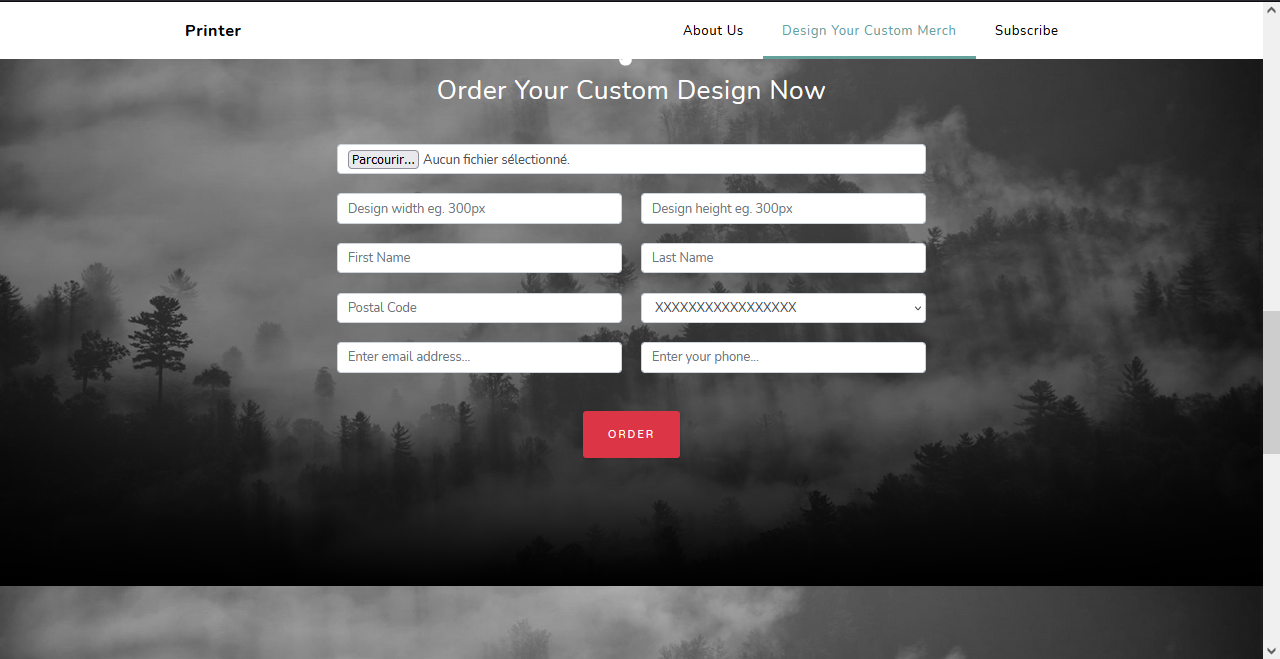 Printer
About Us
Design Your Custom Merch
Subscribe
Order Your Custom Design Now
Parcourir... Aucun fichier sélectionné.
Design width eg. 300px
Design height eg. 300px
First Name
Last Name
Postal Code
XXXXXXXXXXXXXXXXX
Enter email address...
Enter your phone...
ORDER